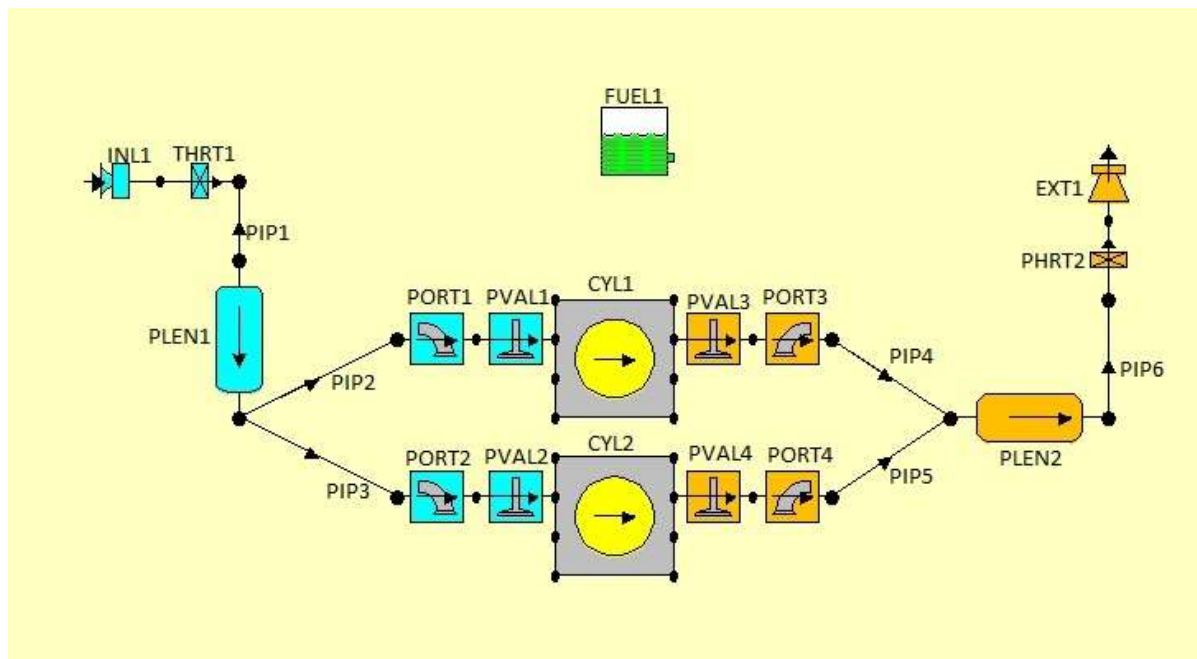 FUEL1
INL1 THRT1
EXT1
PIP1
PHRT2
CYL1
PORT1 PVAL1 PVAL3 PORT3
PLEN1
PIP2 PIP4
PIP6
CYL2
PORT2 PVAL2 PVAL4 PORT4
PLEN2
PIP3 PIP5